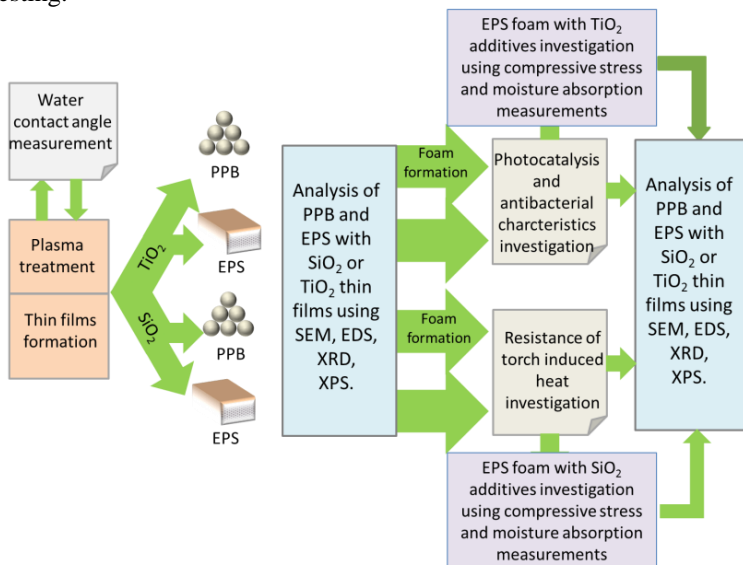 esting.
Water
contact angle
measurement
Plasma
treatment
Thin films
formation
TiO₂
SiO₂
PPB
EPS
PPB
EPS
Analysis of
PPB and
EPS with
SiO₂ or
TiO₂ thin
films using
SEM, EDS,
XRD,
XPS.
Foam
formation
Foam
formation
EPS foam with TiO₂
additives investigation
using compressive stress
and moisture absorption
measurements
Photocatalysis
and
antibacterial
charcteristics
investigation
Resistance of
torch induced
heat
investigation
EPS foam with SiO₂
additives investigation
using compressive stress
and moisture absorption
measurements
Analysis of
PPB and
EPS with
SiO₂ or
TiO₂ thin
films using
SEM, EDS,
XRD,
XPS.